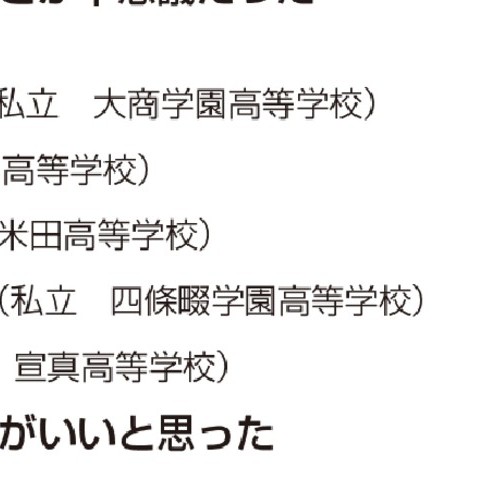 私立　大商学園高等学校）
高等学校）
米田高等学校）
（私立　四條畷学園高等学校）
宣真高等学校）
がいいと思った